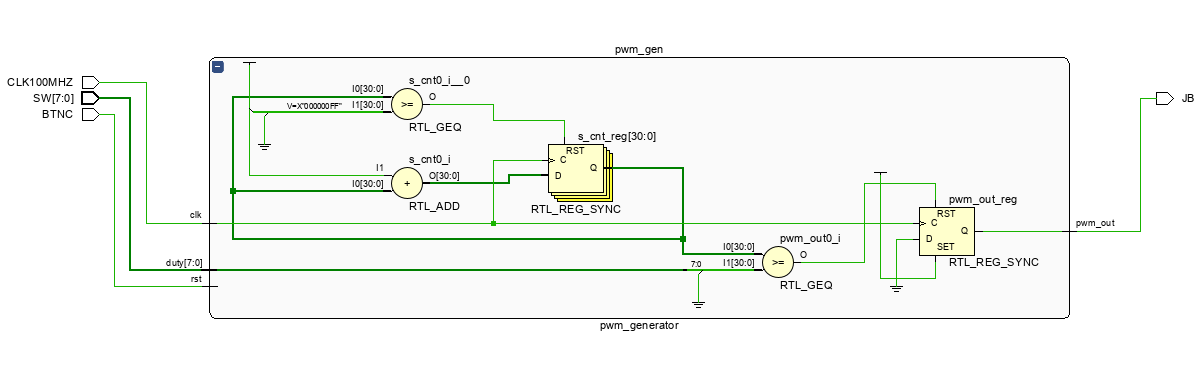 pwm_gen
CLK100MHZ
SW[7:0]
BTNC
s_cnt0_i__0
I0[30:0]
O
V=X"000000FF"
I1[30:0]
>=
RTL_GEQ
s_cnt_reg[30:0]
RST
C
Q
D
RTL_REG_SYNC
s_cnt0_i
I1
O[30:0]
I0[30:0]
+
RTL_ADD
clk
duty[7:0]
rst
pwm_out0_i
I0[30:0]
O
7:0
I1[30:0]
>=
RTL_GEQ
pwm_out_reg
RST
C
Q
D
SET
RTL_REG_SYNC
pwm_out
JB
pwm_generator